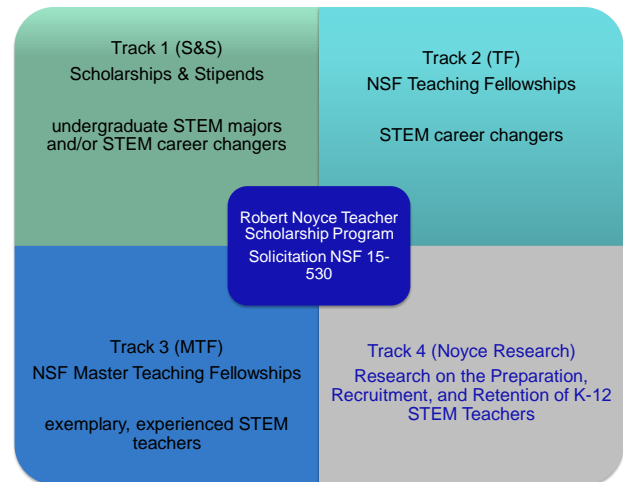 Track 1 (S&S)
Scholarships & Stipends
undergraduate STEM majors
and/or STEM career changers
Track 2 (TF)
NSF Teaching Fellowships
STEM career changers
Robert Noyce Teacher
Scholarship Program
Solicitation NSF 15-
530
Track 3 (MTF)
NSF Master Teaching Fellowships
exemplary, experienced STEM
teachers
Track 4 (Noyce Research)
Research on the Preparation,
Recruitment, and Retention of K-12
STEM Teachers